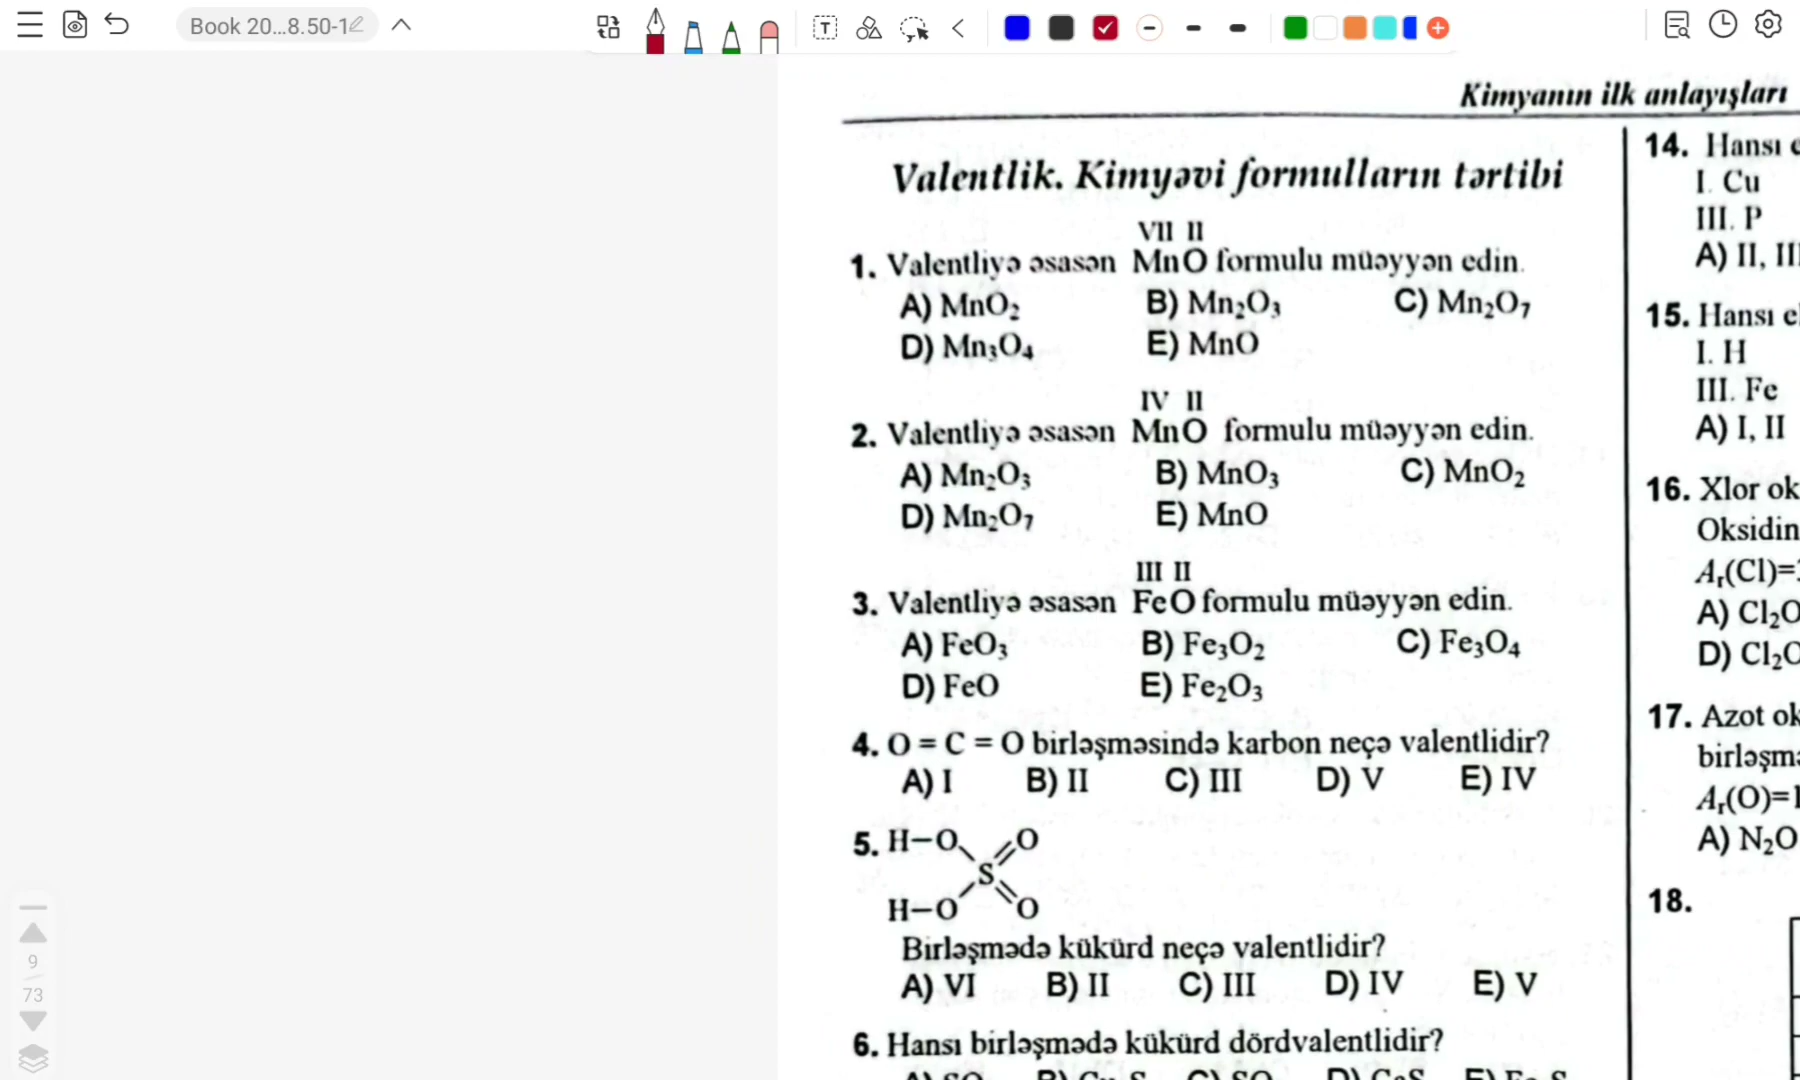 Book 20...8.50-1
Kimyanın ilk anlayışları
Valentlik. Kimyəvi formulların tərtibi
VII II
1. Valentliyə əsasən MnO formulu müəyyən edin.
A) MnO₂ B) Mn₂O₃ C) Mn₂O₇
D) Mn₃O₄ E) MnO
IV II
2. Valentliyə əsasən MnO formulu müəyyən edin.
A) Mn₂O₃ B) MnO₃ C) MnO₂
D) Mn₂O₇ E) MnO
III II
3. Valentliyə əsasən FeO formulu müəyyən edin.
A) FeO₃ B) Fe₃O₂ C) Fe₃O₄
D) FeO E) Fe₂O₃
4. O = C = O birləşməsində karbon neçə valentlidir?
A) I B) II C) III D) V E) IV
5. H–O O
S
H–O O
Birləşmədə kükürd neçə valentlidir?
A) VI B) II C) III D) IV E) V
6. Hansı birləşmədə kükürd dördvalentlidir?
14. Hansı
I. Cu
III. P
A) II,
15. Hansı
I. H
III. Fe
A) I, II
16. Xlor
Oksidin
Aᵣ(Cl)=
A)
D)
17. Azot
Aᵣ(O)=
A) N₂O
18.
9
73